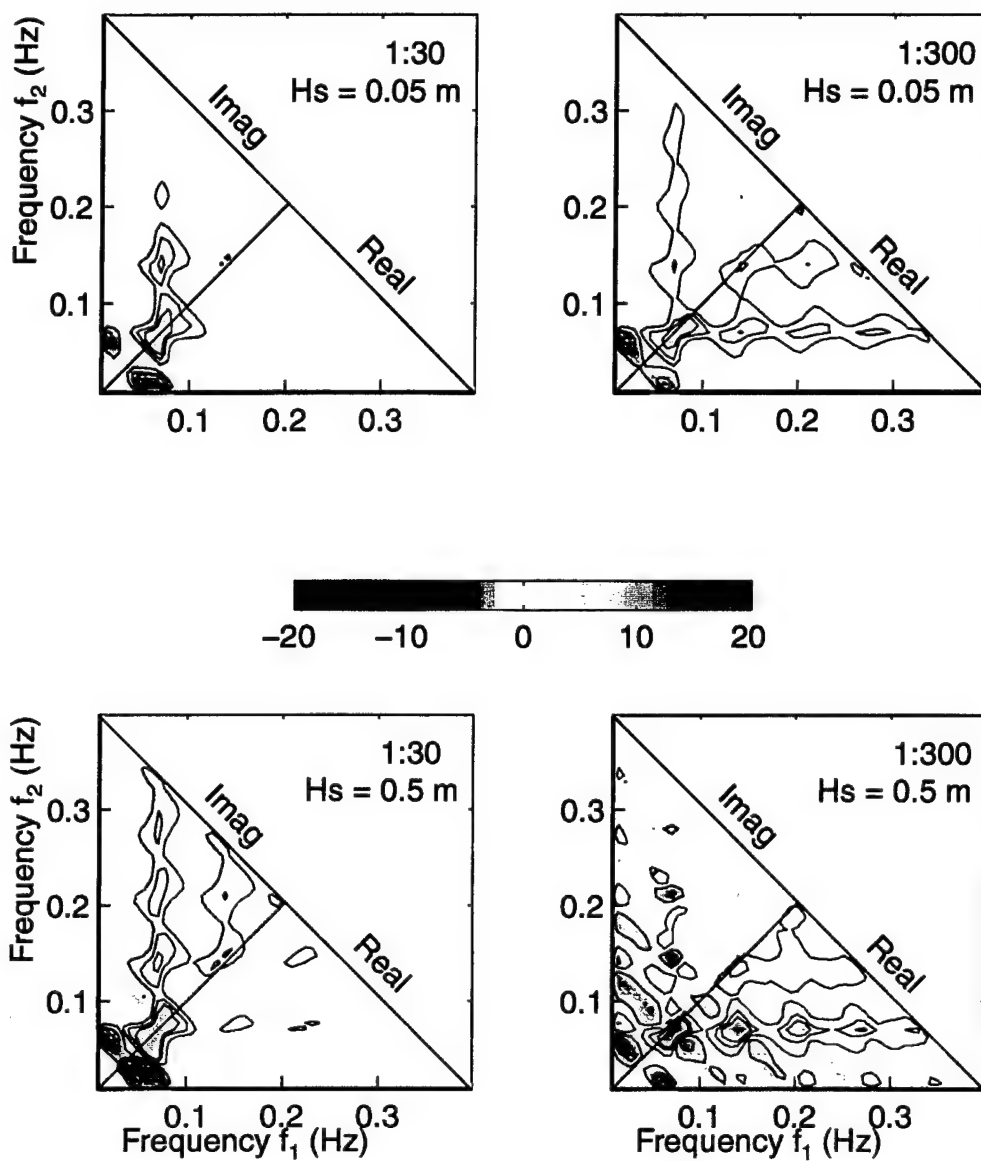 1:30
Hs = 0.05 m
Imag
Real
Frequency f₂ (Hz)
0.3
0.2
0.1
0.1 0.2 0.3
1:300
Hs = 0.05 m
Imag
Real
0.3
0.2
0.1
0.1 0.2 0.3
−20 −10 0 10 20
1:30
Hs = 0.5 m
Imag
Real
Frequency f₂ (Hz)
0.3
0.2
0.1
0.1 0.2 0.3
Frequency f₁ (Hz)
1:300
Hs = 0.5 m
Imag
Real
0.3
0.2
0.1
0.1 0.2 0.3
Frequency f₁ (Hz)